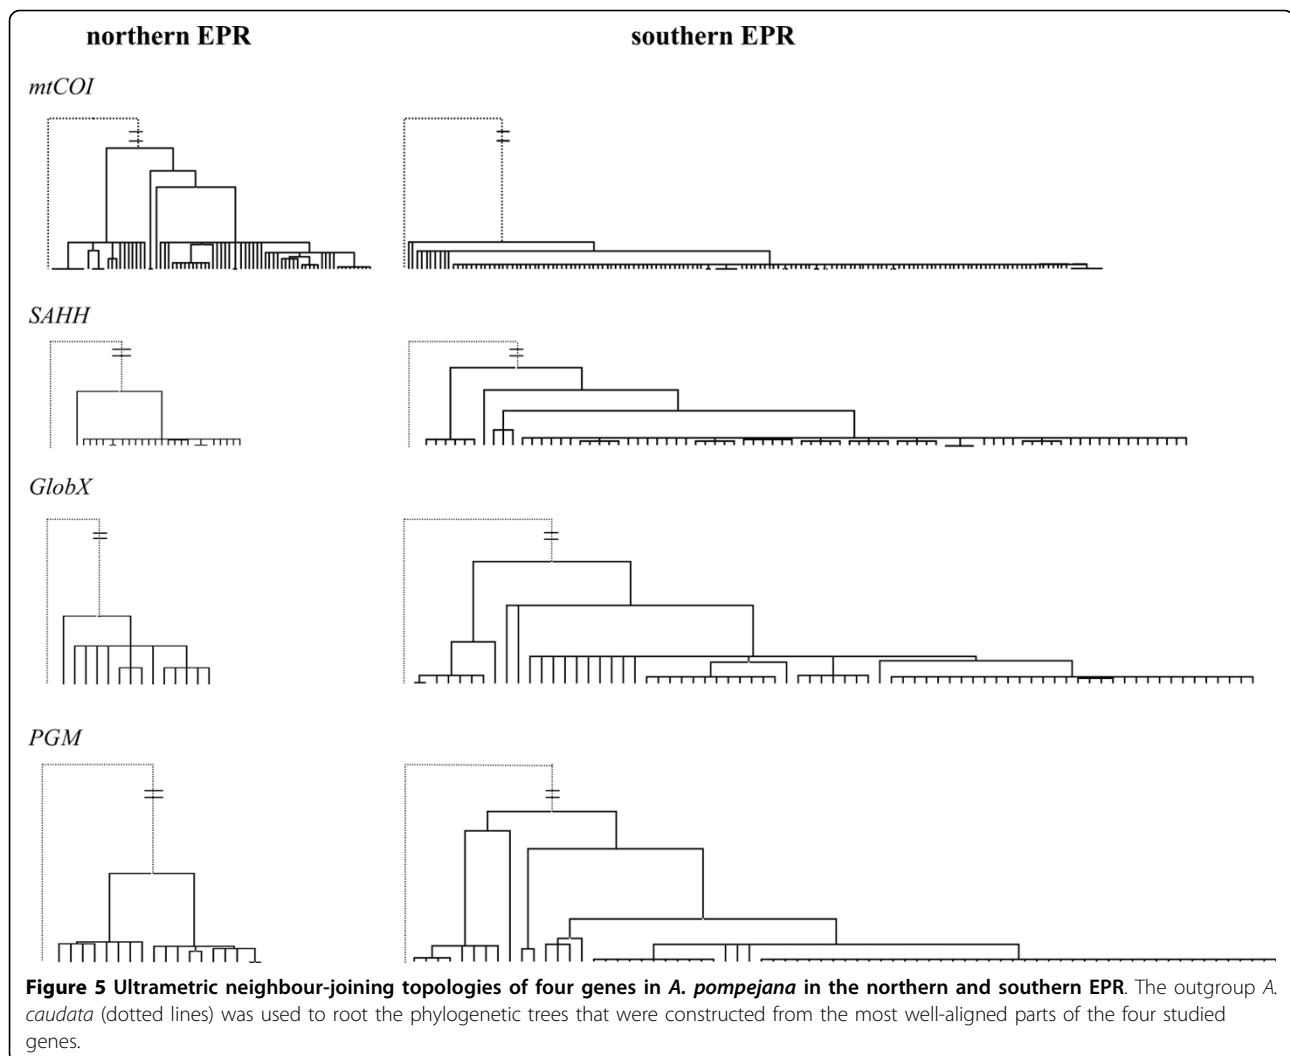 northern EPR
southern EPR
mtCOI
SAHH
GlobX
PGM
Figure 5 Ultrametric neighbour-joining topologies of four genes in A. pompejana in the northern and southern EPR. The outgroup A.
caudata (dotted lines) was used to root the phylogenetic trees that were constructed from the most well-aligned parts of the four studied
genes.